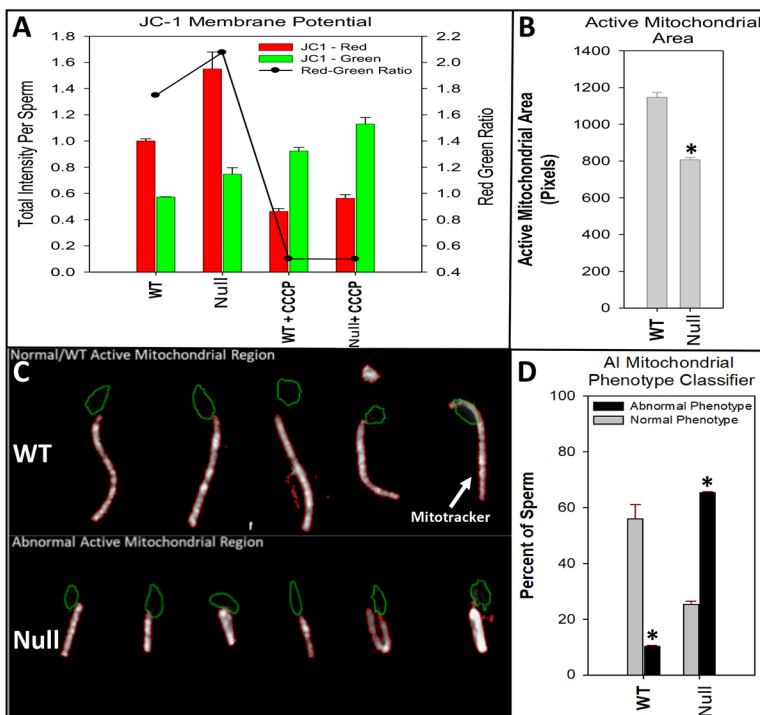 A
JC-1 Membrane Potential
Total Intensity Per Sperm
1.8
1.6
1.4
1.2
1.0
0.8
0.6
0.4
0.2
0.0
JC1 - Red
JC1 - Green
Red-Green Ratio
2.2
2.0
1.8
1.6
1.4
1.2
1.0
0.8
0.6
0.4
Red Green Ratio
WT
Null
WT + CCCP
Null+ CCCP
B
Active Mitochondrial
Area
Active Mitochondrial Area
(Pixels)
1400
1200
1000
800
600
400
200
0
*
WT
Null
C
Normal/WT Active Mitochondrial Region
WT
Mitotracker
Abnormal Active Mitochondrial Region
Null
D
AI Mitochondrial
Phenotype Classifier
Percent of Sperm
100
80
60
40
20
0
Abnormal Phenotype
Normal Phenotype
*
*
WT
Null